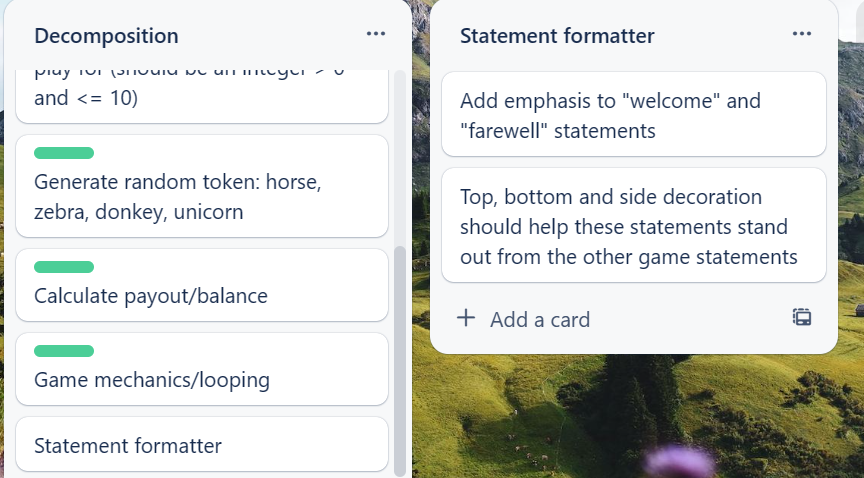 Decomposition
play for (should be an integer > 0
and <= 10)
Generate random token: horse,
zebra, donkey, unicorn
Calculate payout/balance
Game mechanics/looping
Statement formatter
Statement formatter
Add emphasis to "welcome" and
"farewell" statements
Top, bottom and side decoration
should help these statements stand
out from the other game statements
Add a card